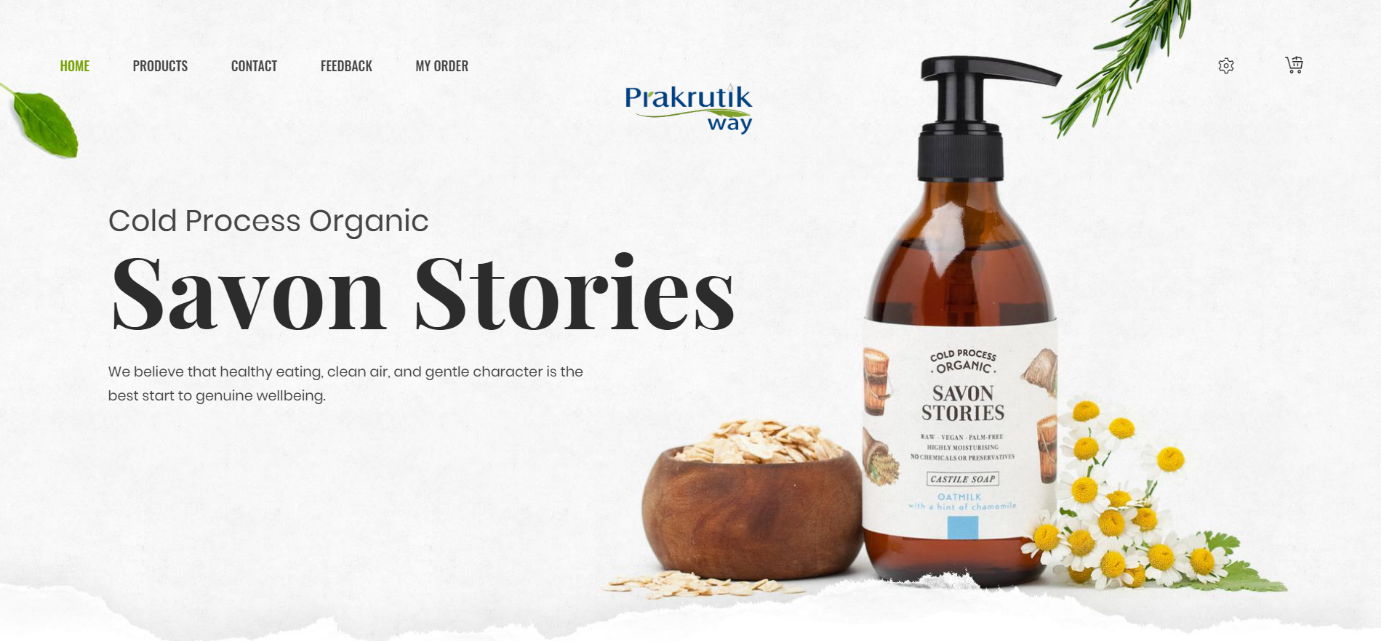 HOME PRODUCTS CONTACT FEEDBACK MY ORDER
Prakrutik
way
Cold Process Organic
Savon Stories
We believe that healthy eating, clean air, and gentle character is the
best start to genuine wellbeing.
COLD PROCESS
· ORGANIC ·
SAVON
STORIES
RAW · VEGAN · PALM-FREE
HIGHLY MOISTURISING
NO CHEMICALS OR PRESERVATIVES
CASTILE SOAP
OATMILK
with a hint of chamomile